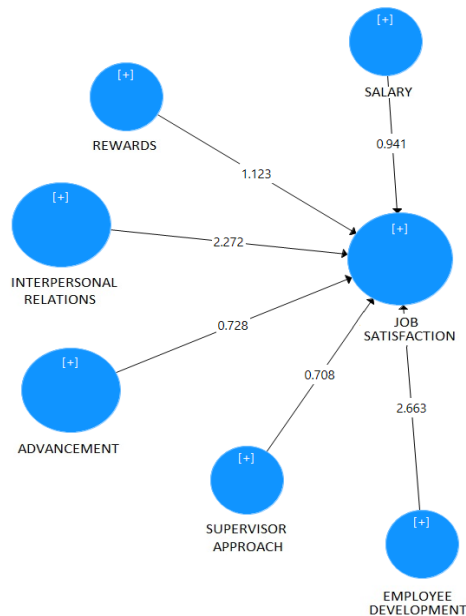 [+]
SALARY
[+]
REWARDS
0.941
1.123
[+]
INTERPERSONAL
RELATIONS
2.272
[+]
JOB
SATISFACTION
0.728
[+]
ADVANCEMENT
0.708
2.663
[+]
SUPERVISOR
APPROACH
[+]
EMPLOYEE
DEVELOPMENT